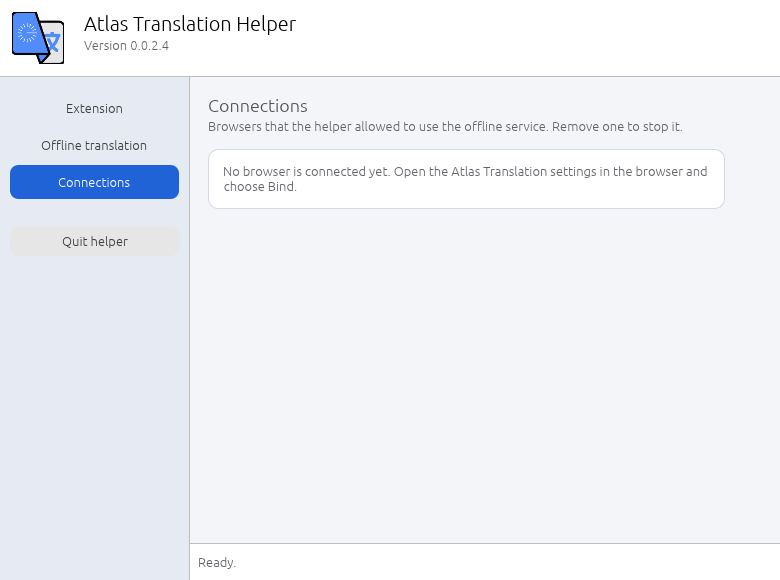 Atlas Translation Helper
Version 0.0.2.4
Extension
Offline translation
Connections
Quit helper
Connections
Browsers that the helper allowed to use the offline service. Remove one to stop it.
No browser is connected yet. Open the Atlas Translation settings in the browser and
choose Bind.
Ready.